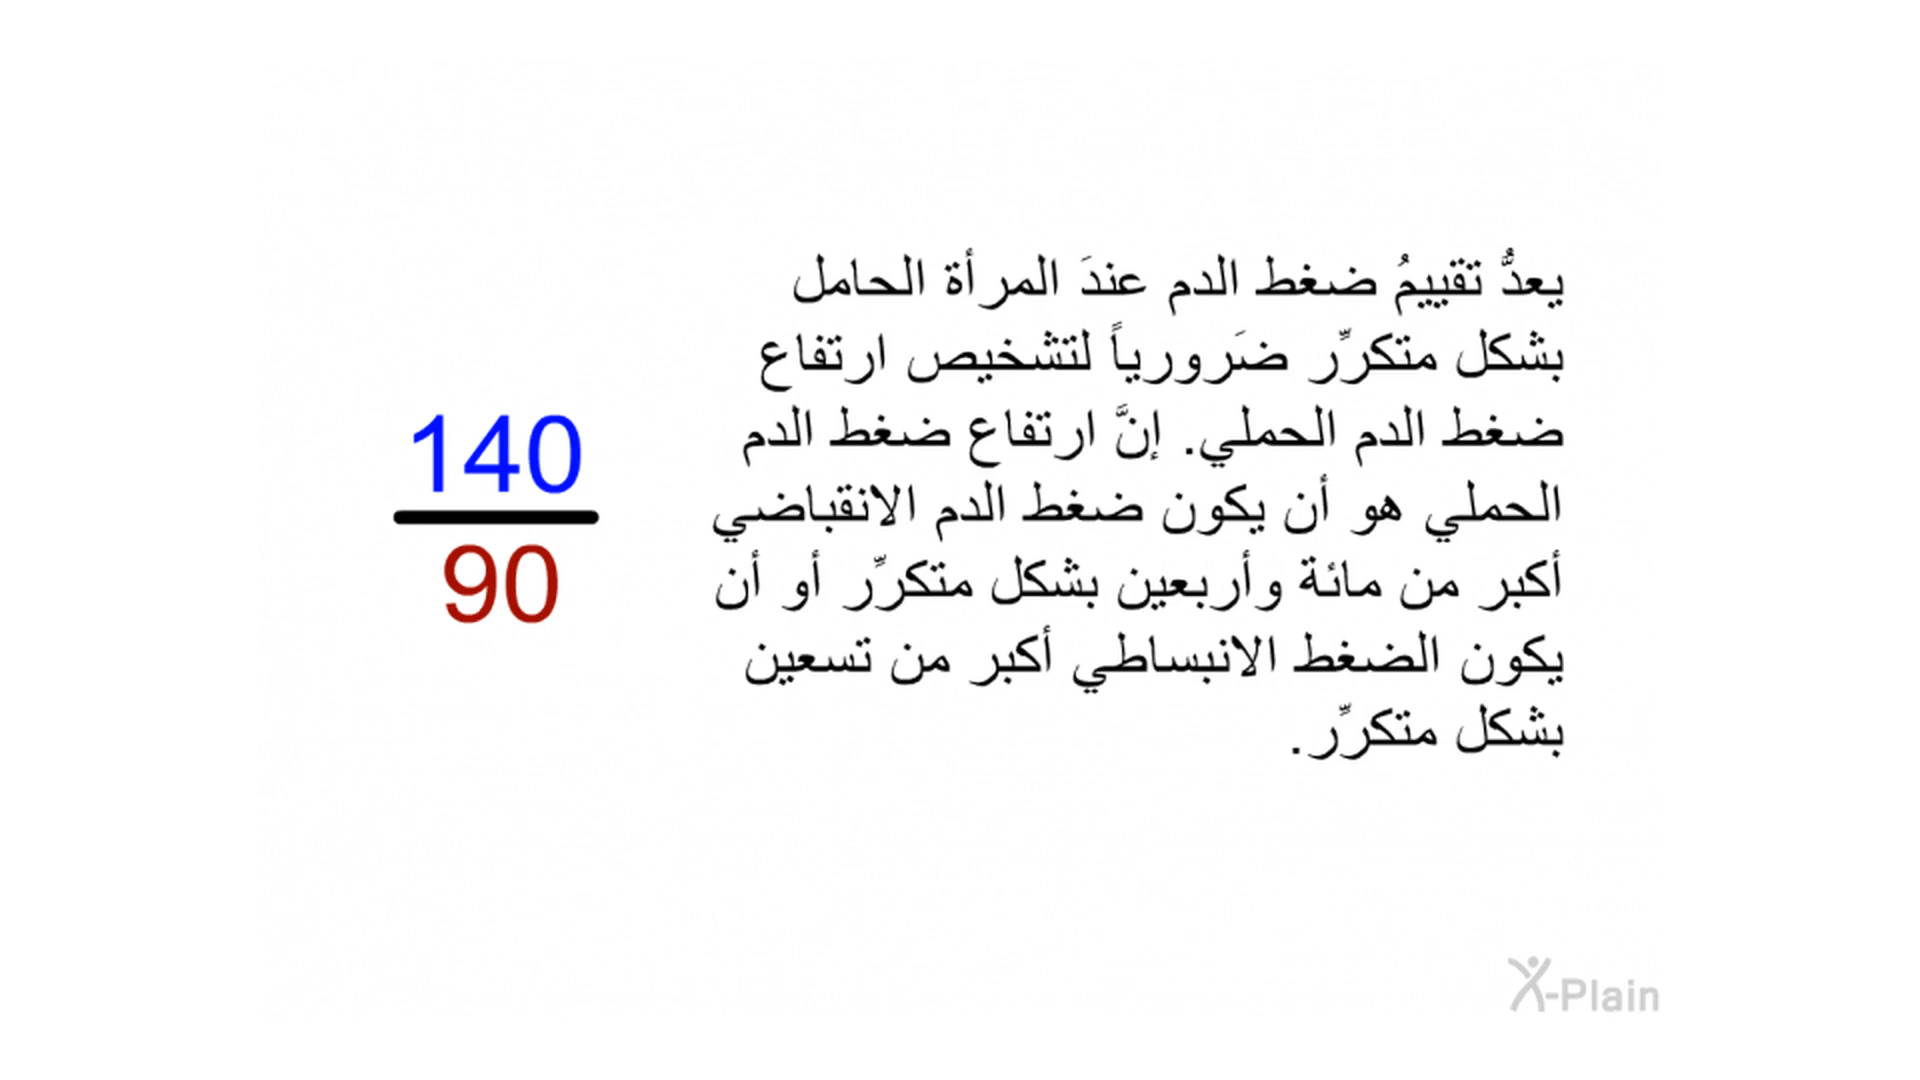 يعدُّ تقييمُ ضغط الدم عندَ المرأة الحامل
بشكل متكرِّر ضَرورياً لتشخيص ارتفاع
ضغط الدم الحملي. إنَّ ارتفاع ضغط الدم
الحملي هو أن يكون ضغط الدم الانقباضي
أكبر من مائة وأربعين بشكل متكرِّر أو أن
يكون الضغط الانبساطي أكبر من تسعين
بشكل متكرِّر.
140
90
X-Plain